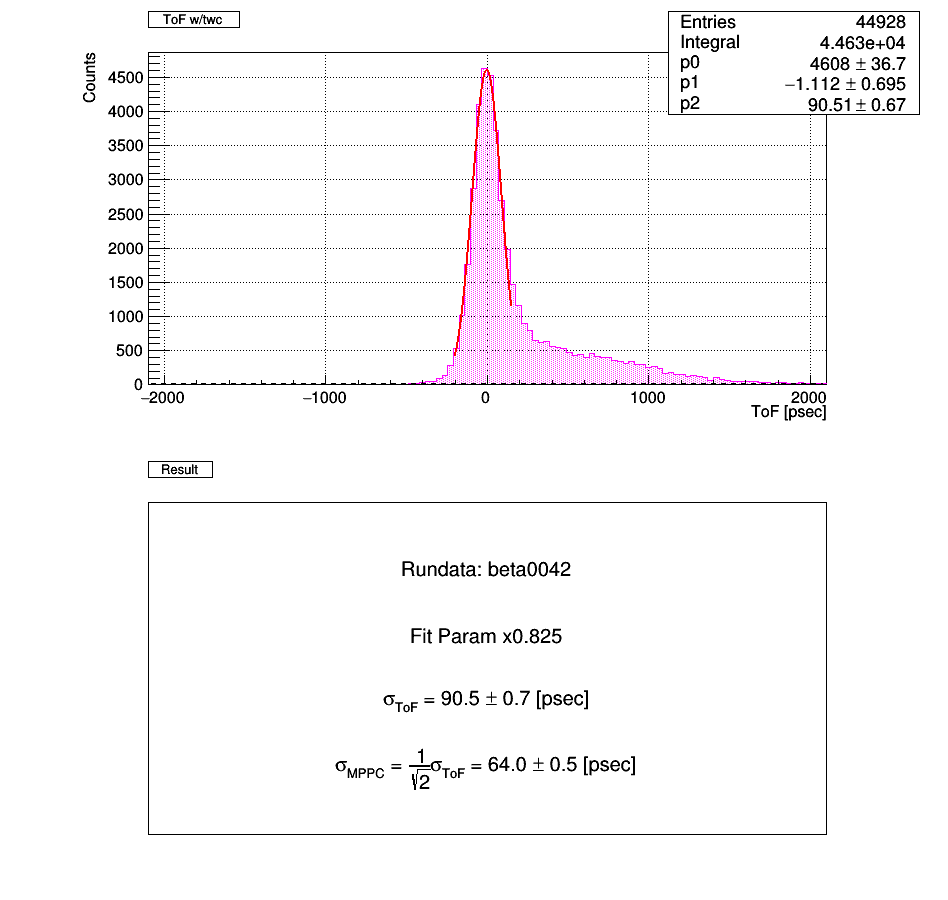 ToF w/twc
Entries 44928
Integral 4.463e+04
p0 4608 ± 36.7
p1 −1.112 ± 0.695
p2 90.51 ± 0.67
Counts
4500
4000
3500
3000
2500
2000
1500
1000
500
0
−2000 −1000 0 1000 2000
ToF [psec]
Result
Rundata: beta0042
Fit Param x0.825
σToF = 90.5 ± 0.7 [psec]
σMPPC = 1/√2 σToF = 64.0 ± 0.5 [psec]